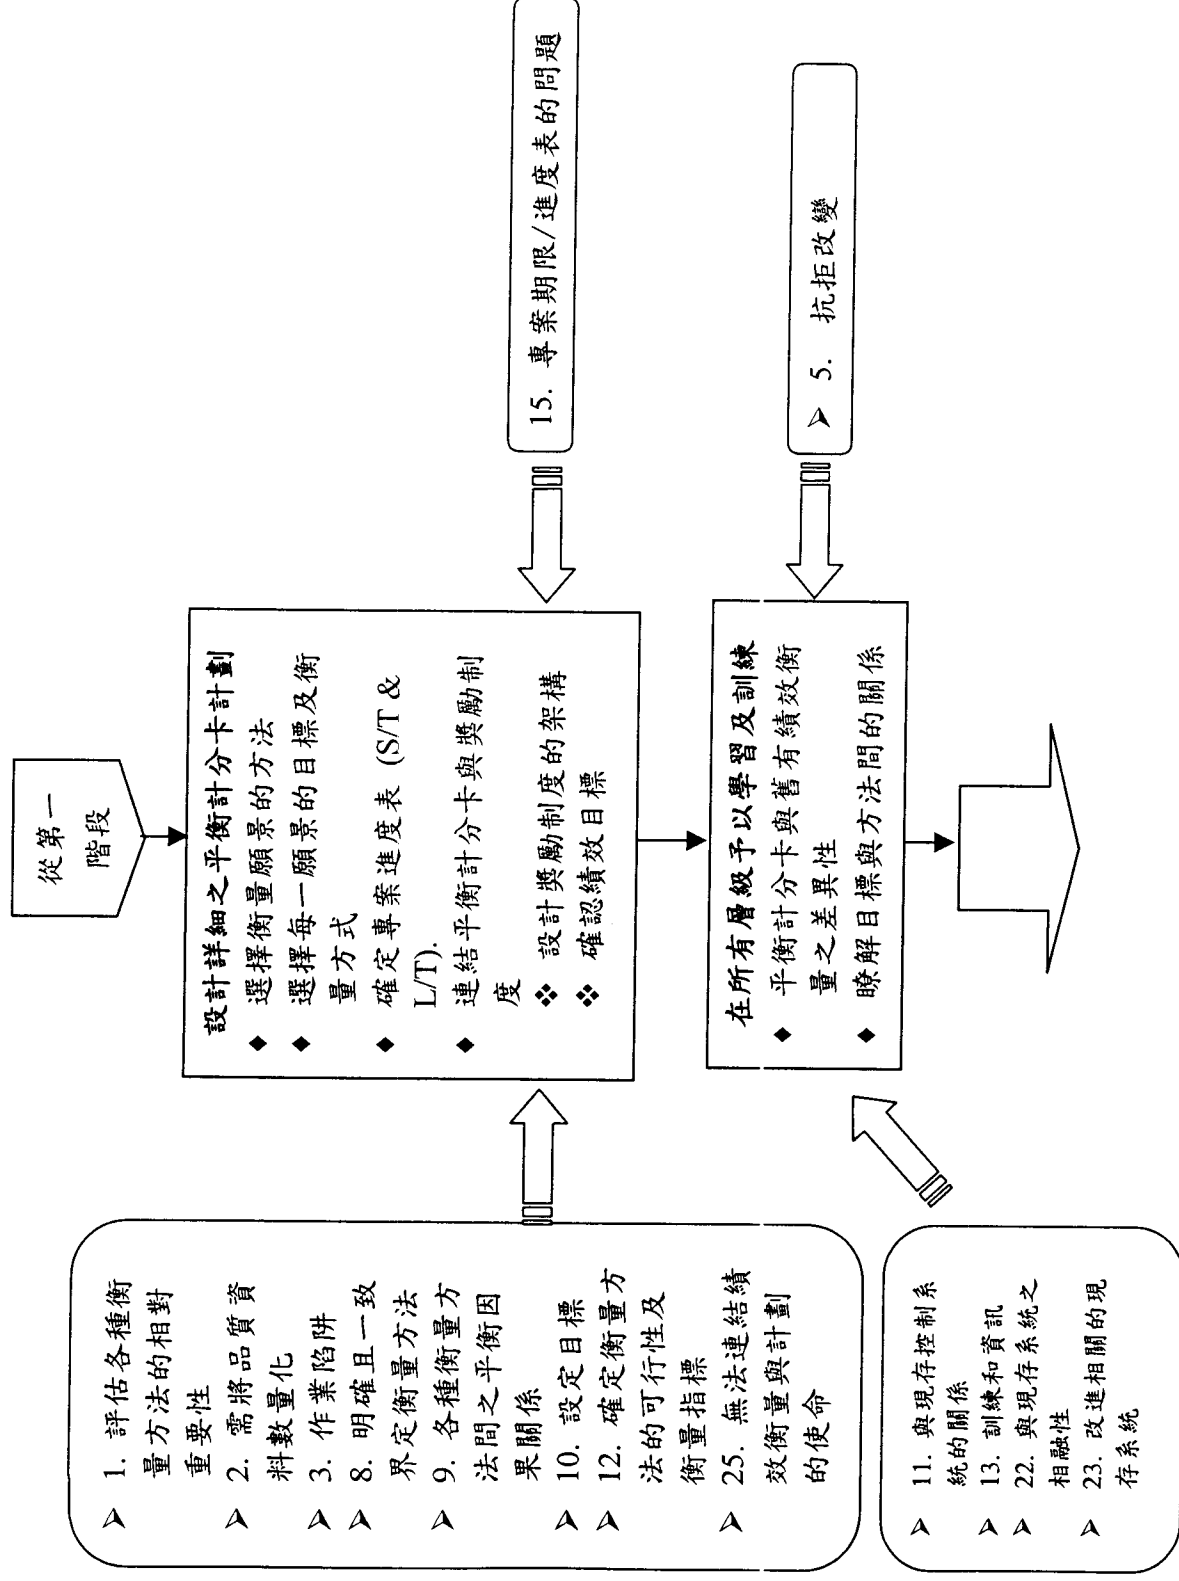 從第一
階段
設計詳細之平衡計分卡計劃
◆ 選擇衡量願景的方法
◆ 選擇每一願景的目標及衡
量方式
◆ 確定專案進度表 (S/T &
L/T).
◆ 連結平衡計分卡與獎勵制
度
❖ 設計獎勵制度的架構
❖ 確認績效目標
15. 專案期限/進度表的問題
➢ 1. 評估各種衡
量方法的相對
重要性
➢ 2. 需將品質資
料數量化
➢ 3. 作業陷阱
➢ 8. 明確且一致
界定衡量方法
➢ 9. 各種衡量方
法間之平衡因
果關係
➢ 10. 設定目標
➢ 12. 確定衡量方
法的可行性及
衡量指標
➢ 25. 無法連結績
效衡量與計劃
的使命
在所有層級予以學習及訓練
◆ 平衡計分卡與舊有績效衡
量之差異性
◆ 瞭解目標與方法間的關係
➢ 5. 抗拒改變
➢ 11. 與現存控制系
統的關係
➢ 13. 訓練和資訊
➢ 22. 與現存系統之
相融性
➢ 23. 改進相關的現
存系統